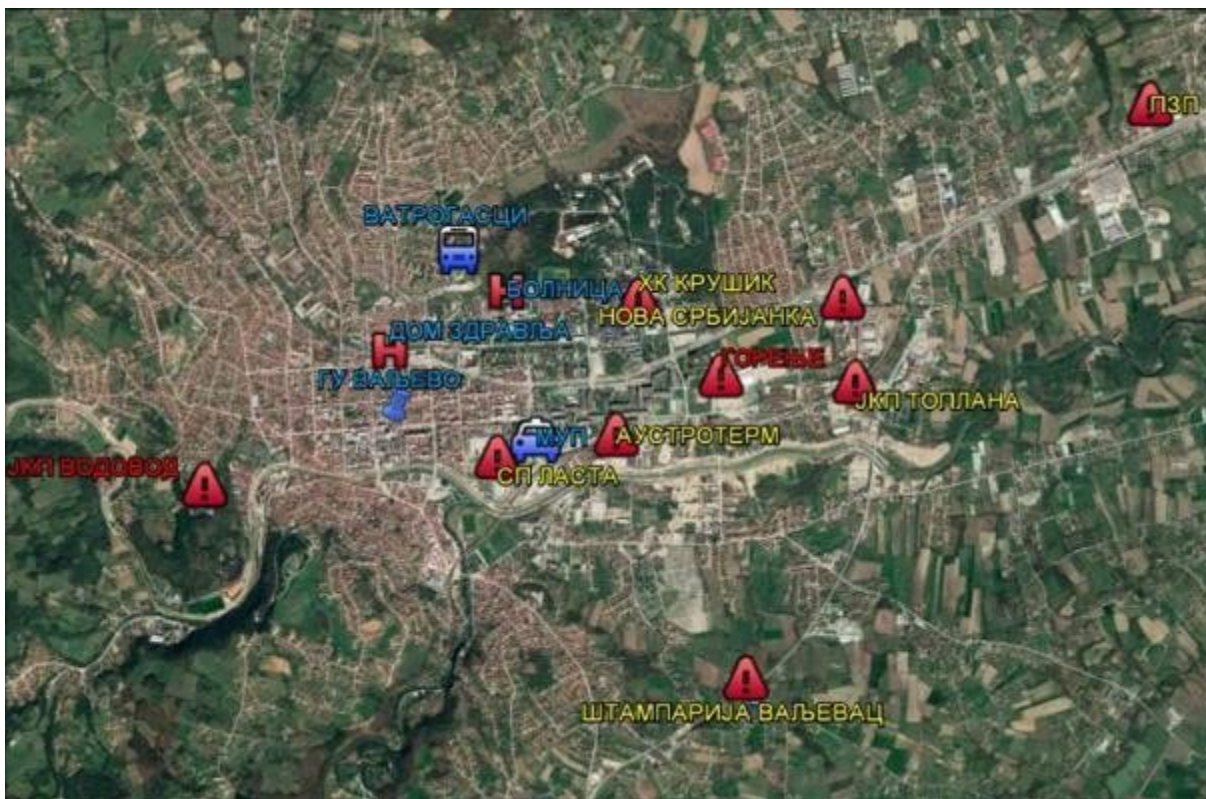 ПЗП
ВАТРОГАСЦИ
ХК КРУШИК
БОЛНИЦА
НОВА СРБИЈАНКА
ДОМ ЗДРАВЉА
ГОРЕЊЕ
ГУ ВАЉЕВО
ЈКП ТОПЛАНА
МУП
АУСТРОТЕРМ
ЈКП ВОДОВОД
СП ЛАСТА
ШТАМПАРИЈА ВАЉЕВАЦ